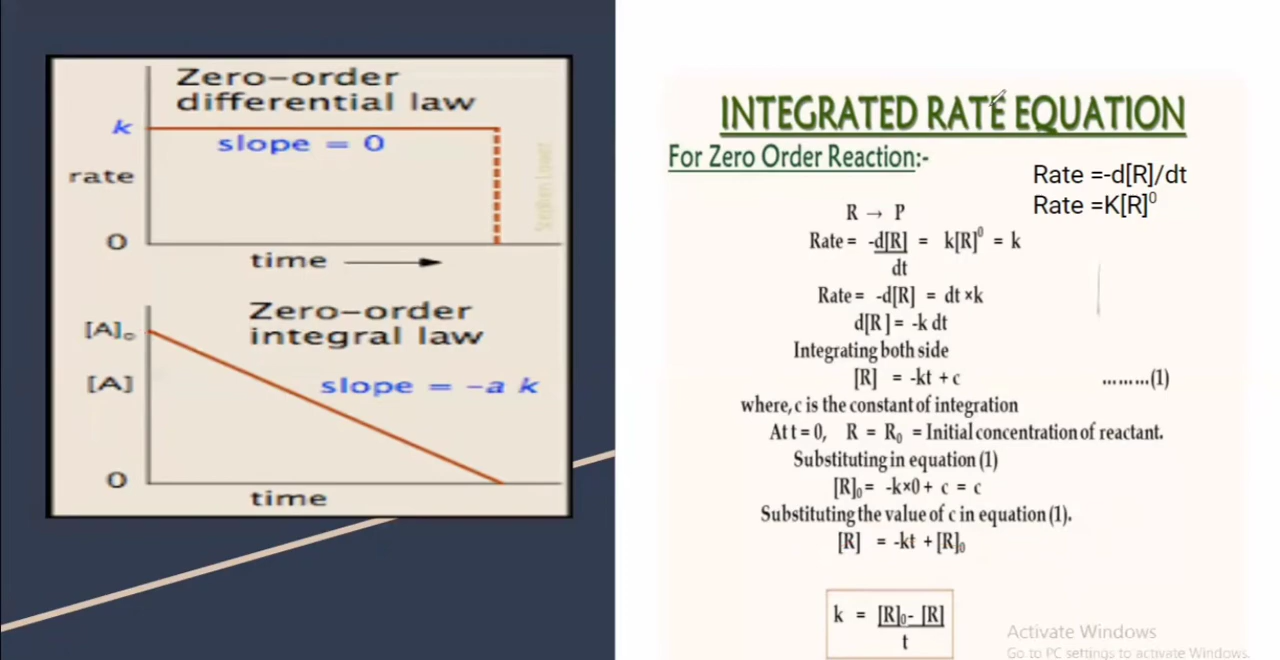 Zero-order
differential law
k
slope = 0
rate
0
time
Stephen Lower
Zero-order
integral law
[A]₀
[A]
slope = -a k
0
time
INTEGRATED RATE EQUATION
For Zero Order Reaction:-
Rate =-d[R]/dt
Rate =K[R]⁰
R → P
Rate = -d[R] = k[R]⁰ = k
dt
Rate = -d[R] = dt ×k
d[R] = -k dt
Integrating both side
[R] = -kt + c .........(1)
where, c is the constant of integration
At t = 0, R = R₀ = Initial concentration of reactant.
Substituting in equation (1)
[R]₀ = -k×0 + c = c
Substituting the value of c in equation (1).
[R] = -kt + [R]₀
k = [R]₀- [R]
t
Activate Windows
Go to PC settings to activate Windows.